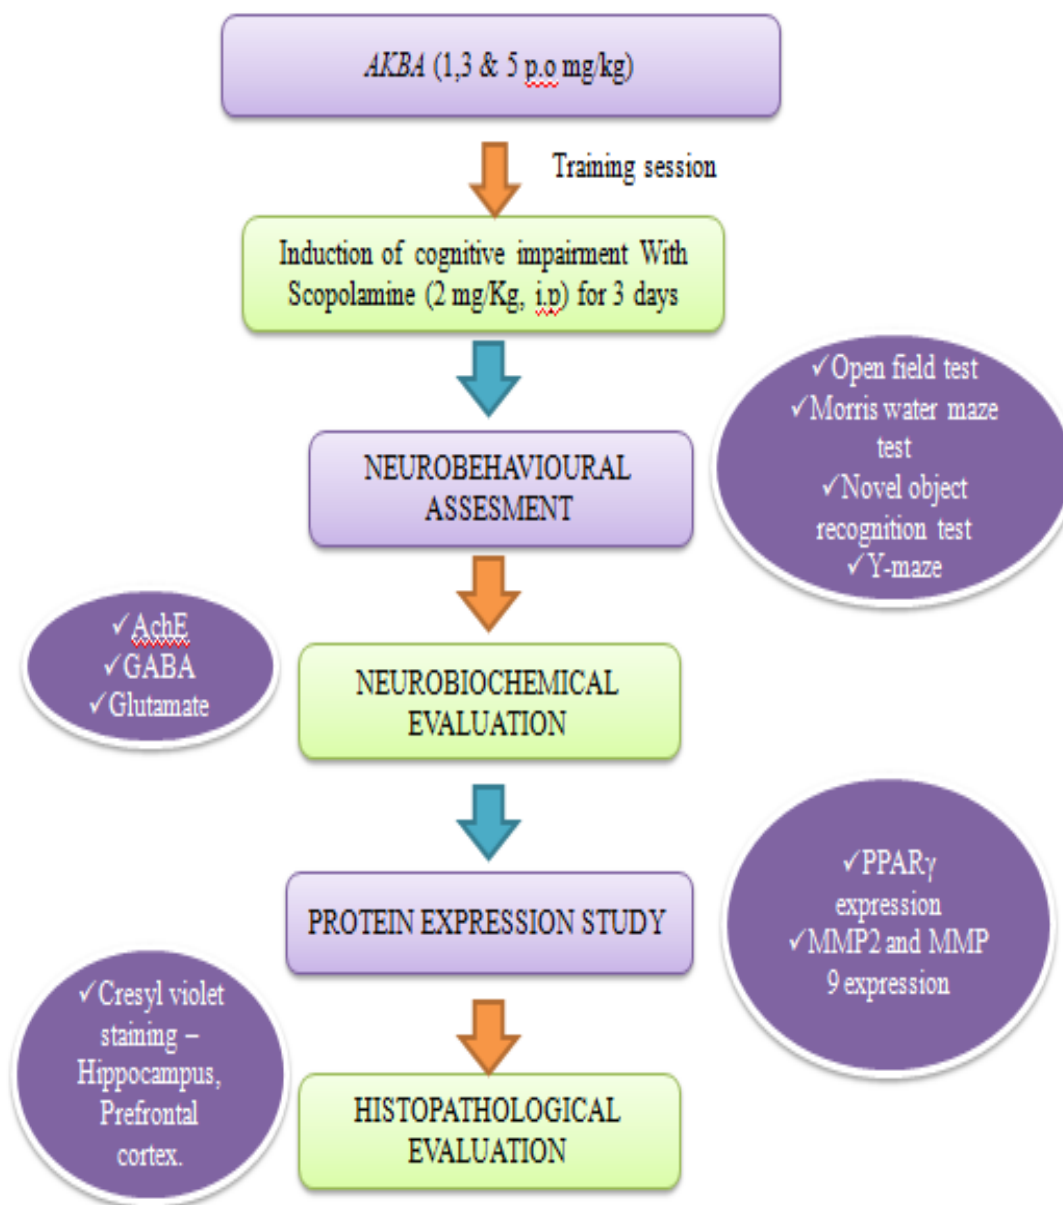 AKBA (1,3 & 5 p.o mg/kg)
Training session
Induction of cognitive impairment With
Scopolamine (2 mg/Kg, i.p) for 3 days
✓Open field test
✓Morris water maze
test
✓Novel object
recognition test
✓Y-maze
NEUROBEHAVIOURAL
ASSESMENT
✓AchE
✓GABA
✓Glutamate
NEUROBIOCHEMICAL
EVALUATION
✓PPARγ
expression
✓MMP2 and MMP
9 expression
PROTEIN EXPRESSION STUDY
✓Cresyl violet
staining –
Hippocampus,
Prefrontal
cortex.
HISTOPATHOLOGICAL
EVALUATION